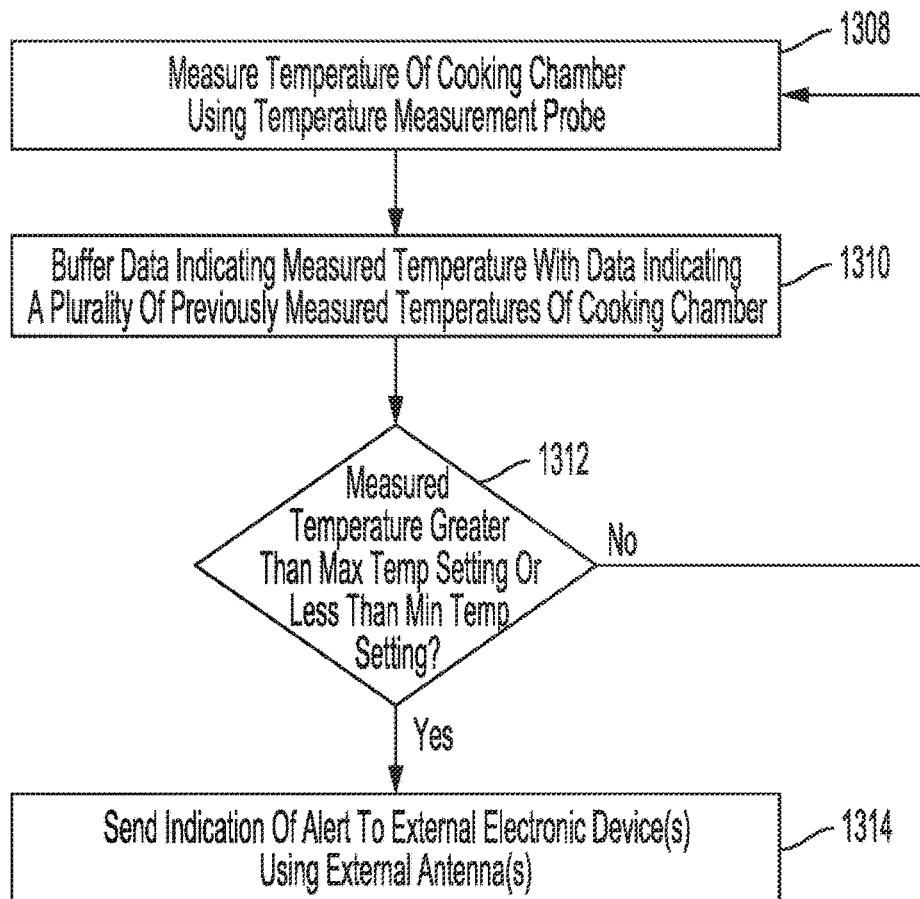 1308
Measure Temperature Of Cooking Chamber
Using Temperature Measurement Probe
Buffer Data Indicating Measured Temperature With Data Indicating
A Plurality Of Previously Measured Temperatures Of Cooking Chamber
1310
1312
Measured
Temperature Greater
Than Max Temp Setting Or
Less Than Min Temp
Setting?
No
Yes
Send Indication Of Alert To External Electronic Device(s)
Using External Antenna(s)
1314